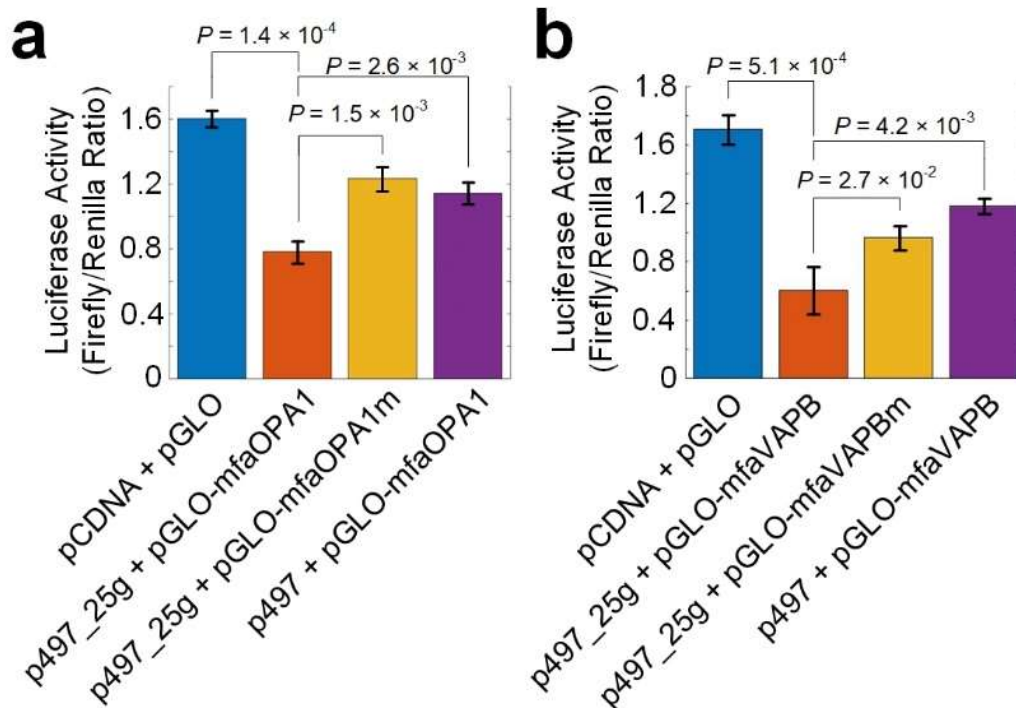 a
P = 1.4 × 10-4
P = 2.6 × 10-3
P = 1.5 × 10-3
Luciferase Activity
(Firefly/Renilla Ratio)
1.6
1.2
0.8
0.4
0
pCDNA + pGLO
p497_25g + pGLO-mfaOPA1
p497_25g + pGLO-mfaOPA1m
p497 + pGLO-mfaOPA1
b
P = 5.1 × 10-4
P = 4.2 × 10-3
P = 2.7 × 10-2
Luciferase Activity
(Firefly/Renilla Ratio)
1.8
1.6
1.2
0.8
0.4
0
pCDNA + pGLO
p497_25g + pGLO-mfaVAPB
p497_25g + pGLO-mfaVAPBm
p497 + pGLO-mfaVAPB